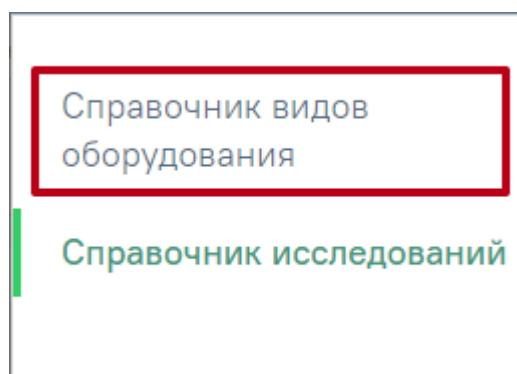 Справочник видов
оборудования
Справочник исследований